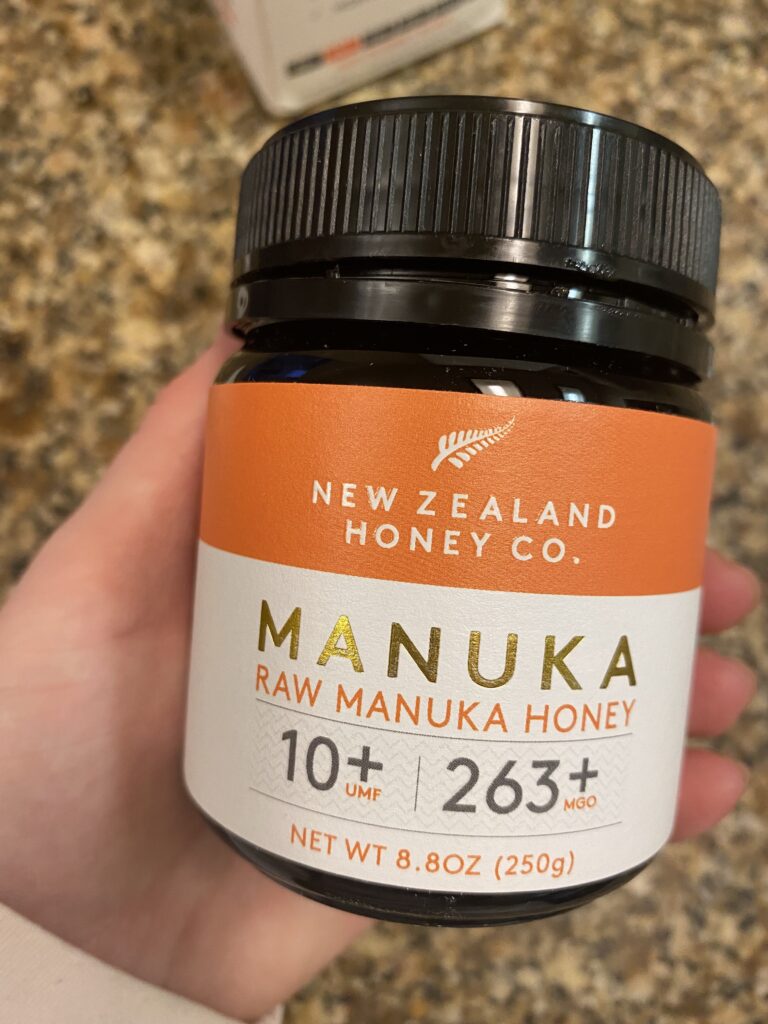 NEW ZEALAND
HONEY CO.
MANUKA
RAW MANUKA HONEY
10+ UMF | 263+ MGO
NET WT 8.8OZ (250g)